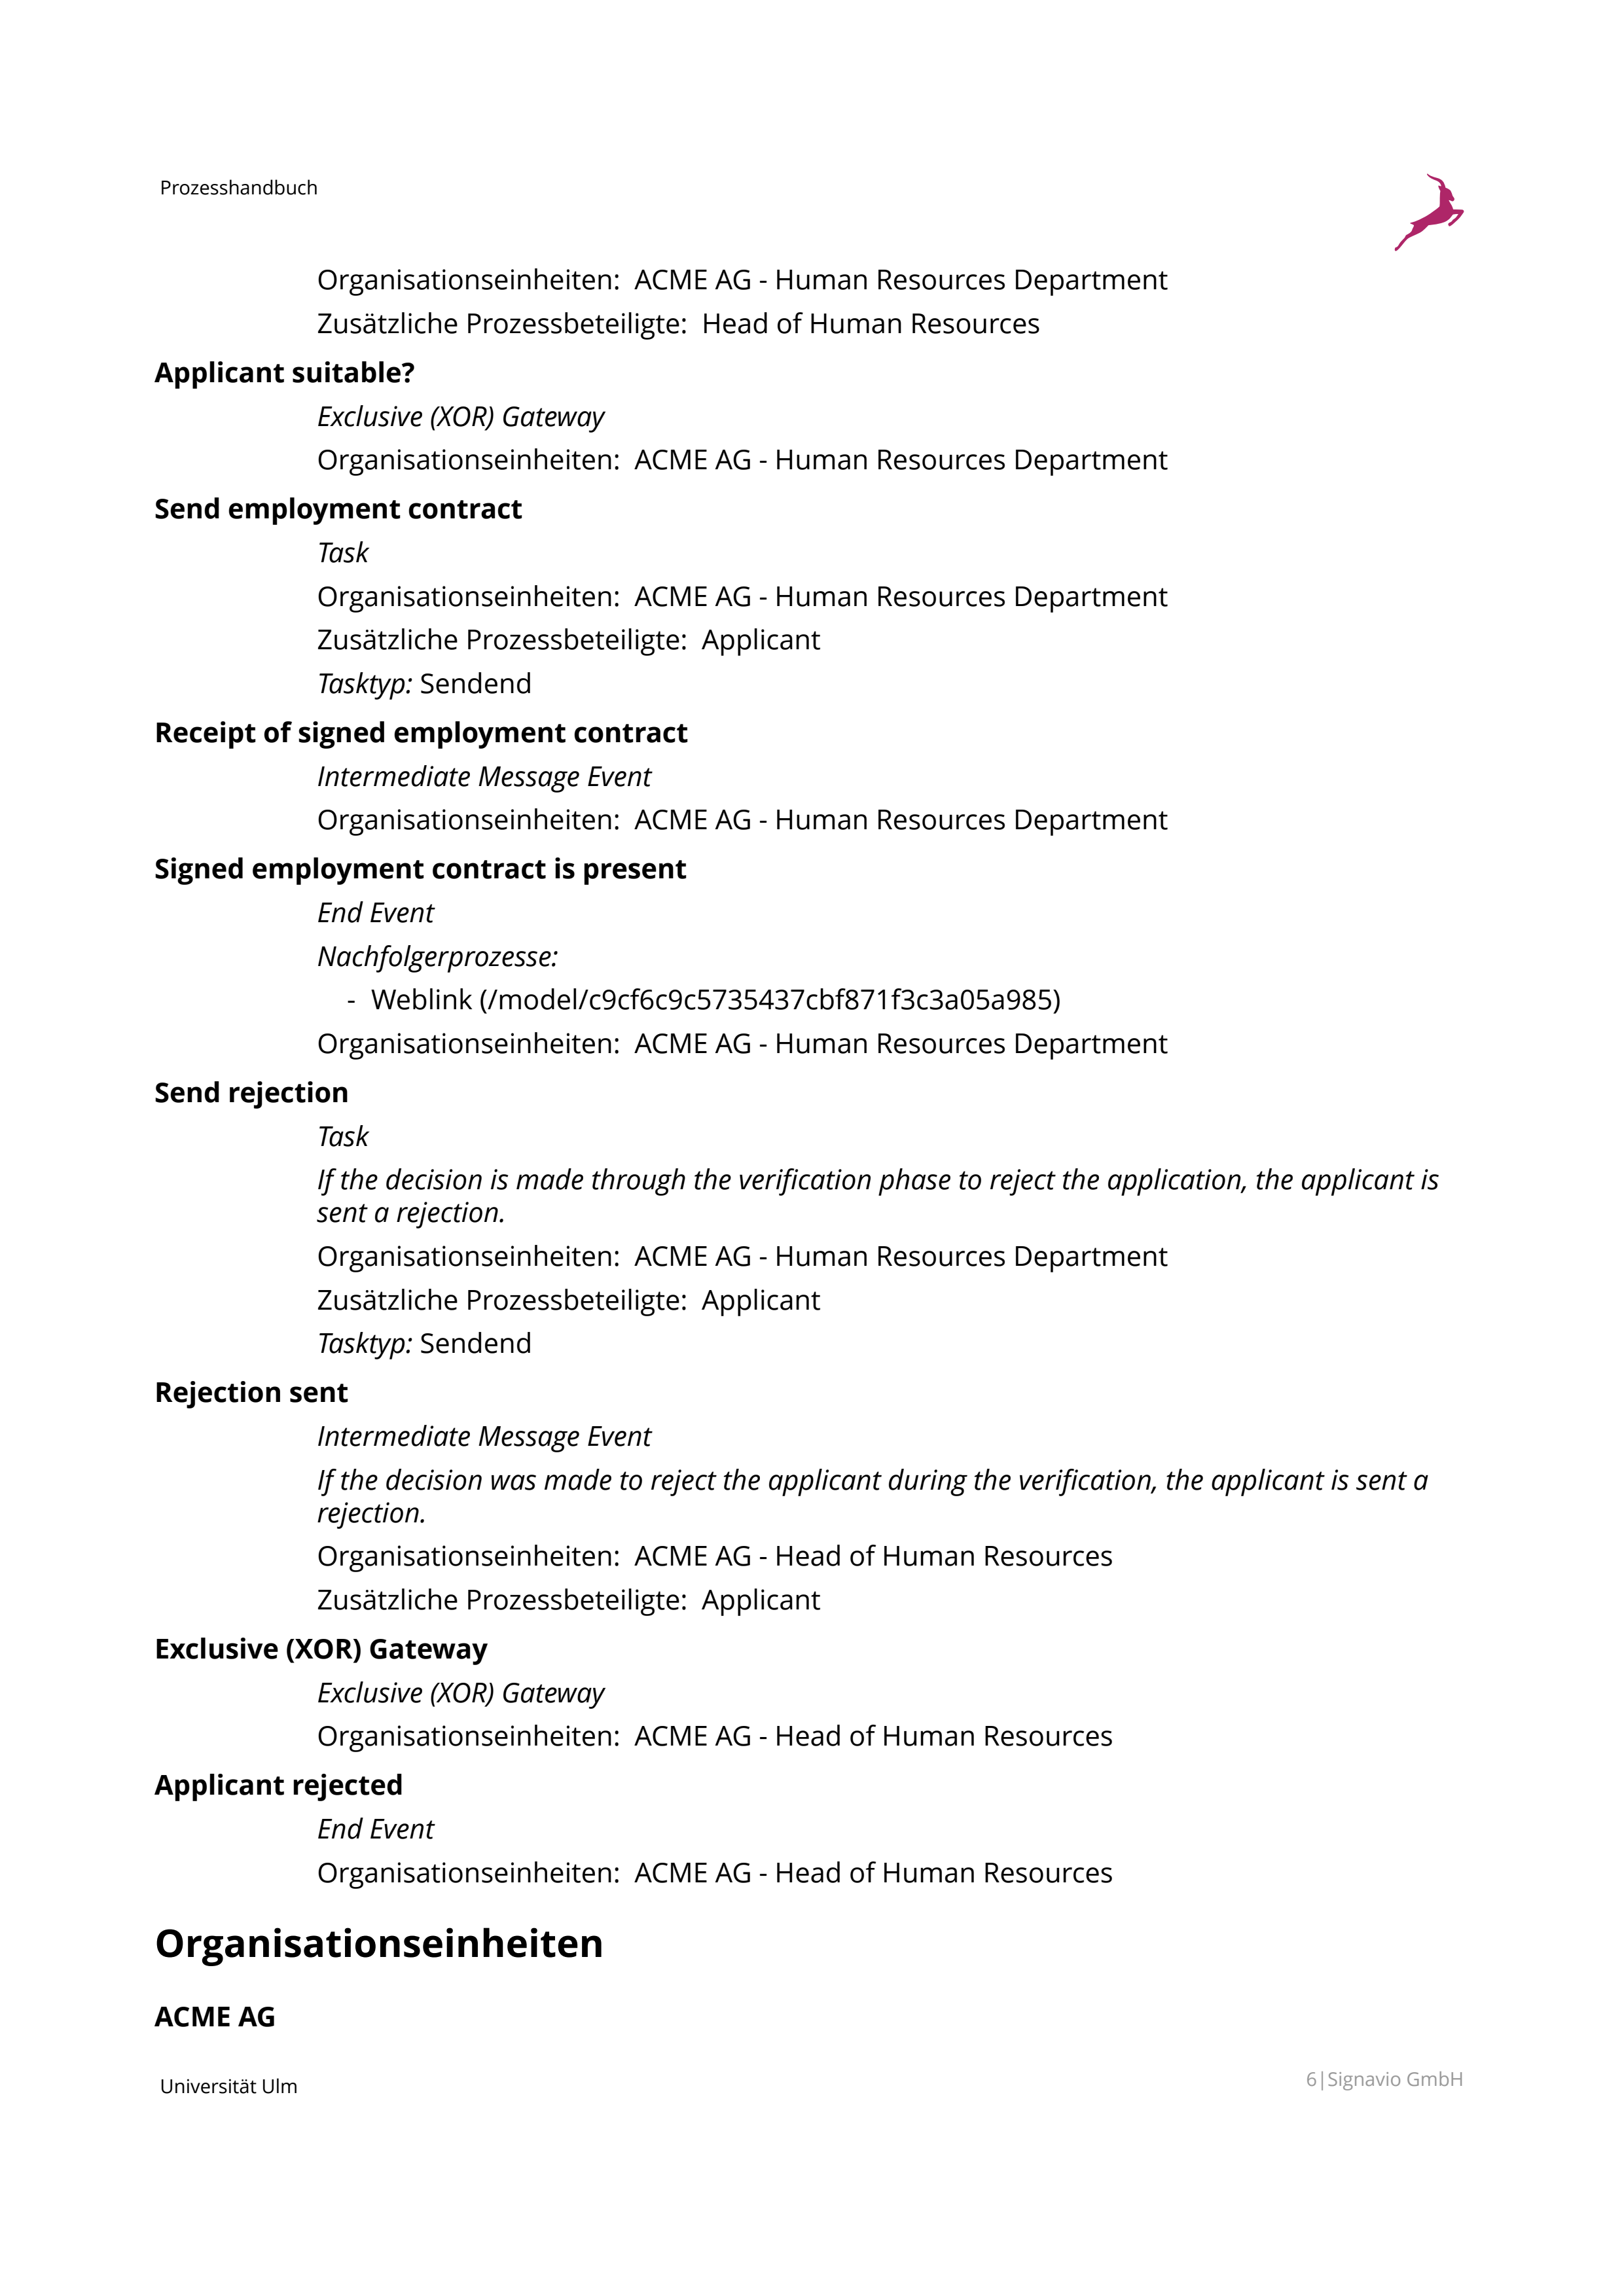 Prozesshandbuch
Organisationseinheiten: ACME AG - Human Resources Department
Zusätzliche Prozessbeteiligte: Head of Human Resources
Applicant suitable?
Exclusive (XOR) Gateway
Organisationseinheiten: ACME AG - Human Resources Department
Send employment contract
Task
Organisationseinheiten: ACME AG - Human Resources Department
Zusätzliche Prozessbeteiligte: Applicant
Tasktyp: Sendend
Receipt of signed employment contract
Intermediate Message Event
Organisationseinheiten: ACME AG - Human Resources Department
Signed employment contract is present
End Event
Nachfolgerprozesse:
- Weblink (/model/c9cf6c9c5735437cbf871f3c3a05a985)
Organisationseinheiten: ACME AG - Human Resources Department
Send rejection
Task
If the decision is made through the verification phase to reject the application, the applicant is
sent a rejection.
Organisationseinheiten: ACME AG - Human Resources Department
Zusätzliche Prozessbeteiligte: Applicant
Tasktyp: Sendend
Rejection sent
Intermediate Message Event
If the decision was made to reject the applicant during the verification, the applicant is sent a
rejection.
Organisationseinheiten: ACME AG - Head of Human Resources
Zusätzliche Prozessbeteiligte: Applicant
Exclusive (XOR) Gateway
Exclusive (XOR) Gateway
Organisationseinheiten: ACME AG - Head of Human Resources
Applicant rejected
End Event
Organisationseinheiten: ACME AG - Head of Human Resources
Organisationseinheiten
ACME AG
Universität Ulm
6|Signavio GmbH